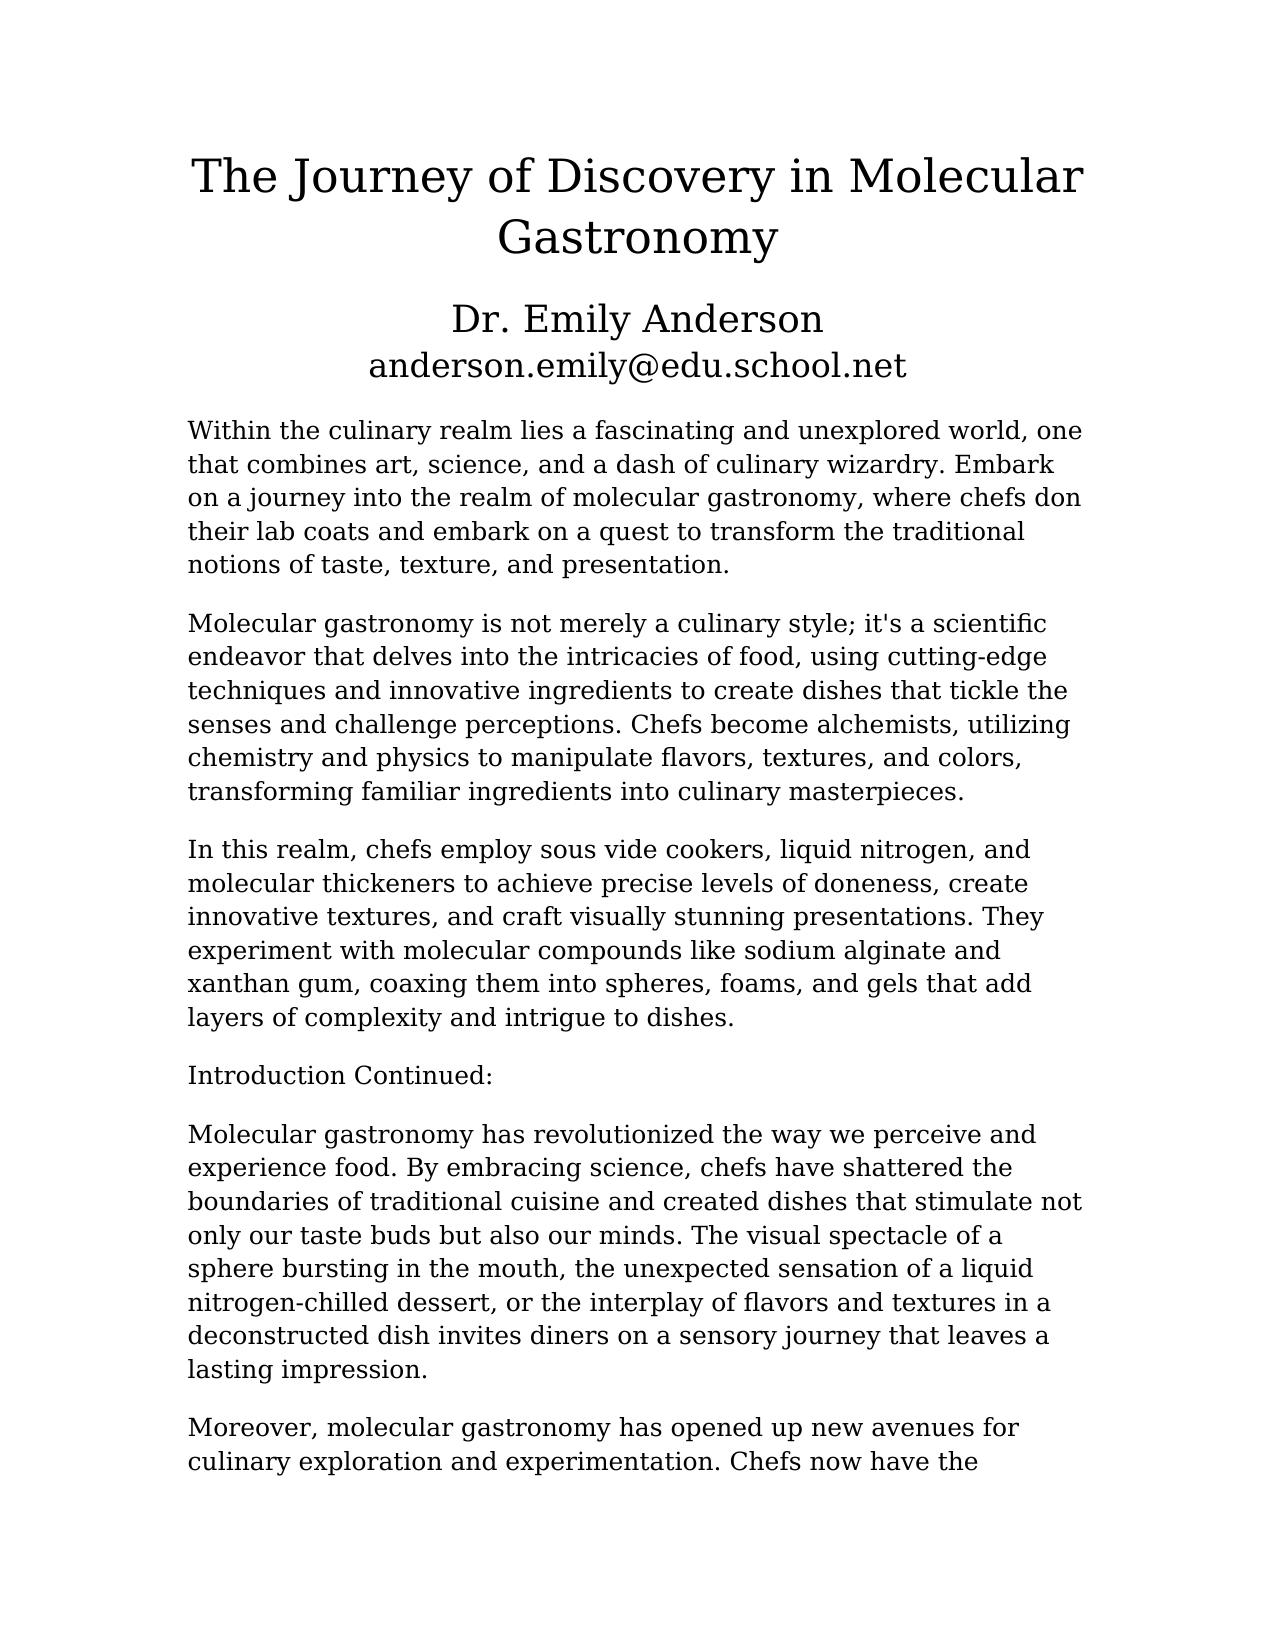 The Journey of Discovery in Molecular
Gastronomy
Dr. Emily Anderson
anderson.emily@edu.school.net
Within the culinary realm lies a fascinating and unexplored world, one
that combines art, science, and a dash of culinary wizardry. Embark
on a journey into the realm of molecular gastronomy, where chefs don
their lab coats and embark on a quest to transform the traditional
notions of taste, texture, and presentation.
Molecular gastronomy is not merely a culinary style; it's a scientific
endeavor that delves into the intricacies of food, using cutting-edge
techniques and innovative ingredients to create dishes that tickle the
senses and challenge perceptions. Chefs become alchemists, utilizing
chemistry and physics to manipulate flavors, textures, and colors,
transforming familiar ingredients into culinary masterpieces.
In this realm, chefs employ sous vide cookers, liquid nitrogen, and
molecular thickeners to achieve precise levels of doneness, create
innovative textures, and craft visually stunning presentations. They
experiment with molecular compounds like sodium alginate and
xanthan gum, coaxing them into spheres, foams, and gels that add
layers of complexity and intrigue to dishes.
Introduction Continued:
Molecular gastronomy has revolutionized the way we perceive and
experience food. By embracing science, chefs have shattered the
boundaries of traditional cuisine and created dishes that stimulate not
only our taste buds but also our minds. The visual spectacle of a
sphere bursting in the mouth, the unexpected sensation of a liquid
nitrogen-chilled dessert, or the interplay of flavors and textures in a
deconstructed dish invites diners on a sensory journey that leaves a
lasting impression.
Moreover, molecular gastronomy has opened up new avenues for
culinary exploration and experimentation. Chefs now have the